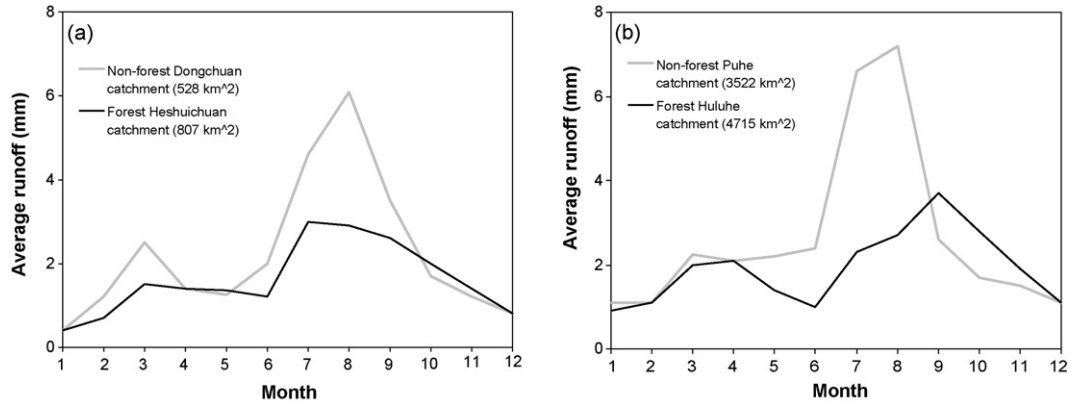 (a)
Average runoff (mm)
8
6
4
2
0
Non-forest Dongchuan
catchment (528 km^2)
Forest Heshuichuan
catchment (807 km^2)
1 2 3 4 5 6 7 8 9 10 11 12
Month
(b)
Average runoff (mm)
8
6
4
2
0
Non-forest Puhe
catchment (3522 km^2)
Forest Huluhe
catchment (4715 km^2)
1 2 3 4 5 6 7 8 9 10 11 12
Month